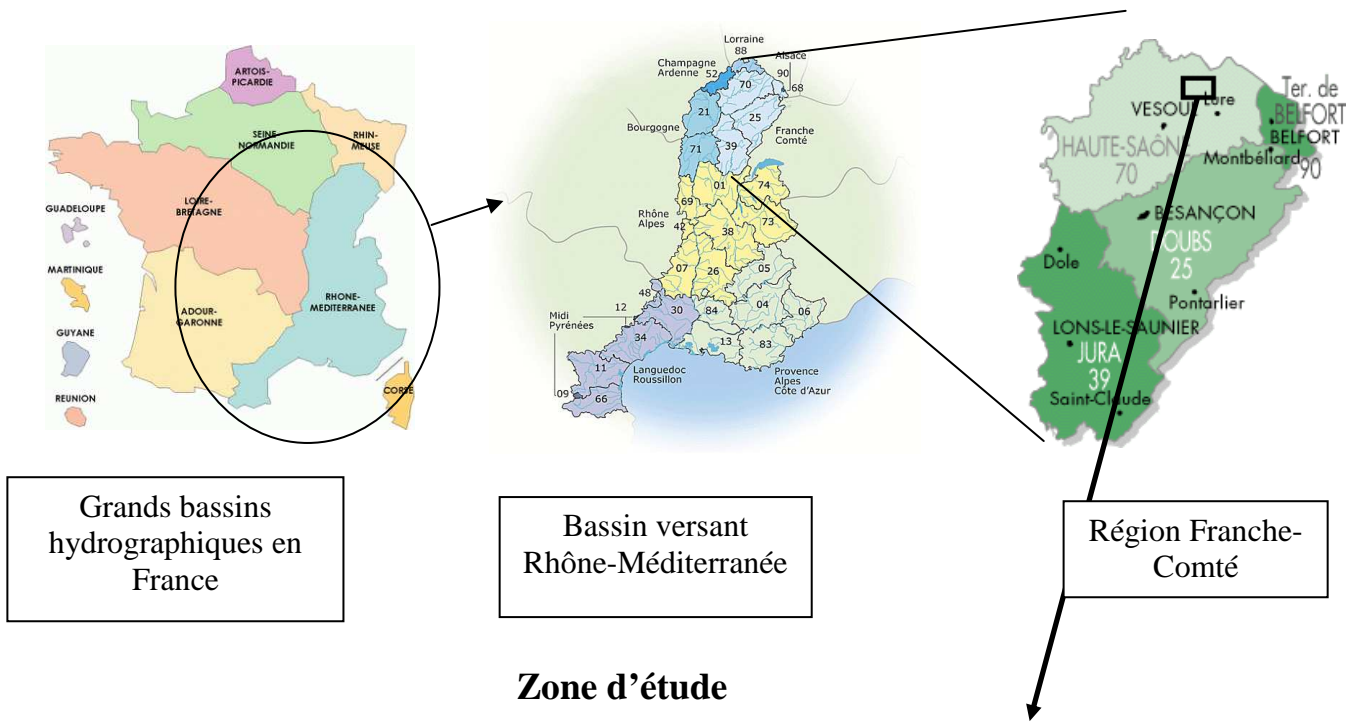 ARTOIS-
PICARDIE
SEINE-
NORMANDIE
RHIN-
MEUSE
LOIRE-
BRETAGNE
GUADELOUPE
MARTINIQUE
GUYANE
REUNION
ADOUR-
GARONNE
RHONE-
MEDITERRANEE
CORSE
Lorraine
88
Alsace
Champagne
Ardenne
52
70
90
68
21
25
Bourgogne
Franche
Comté
71
39
01
74
69
Rhône
Alpes
42
73
38
07
26
05
48
12
04
06
30
84
Midi
Pyrénées
34
13
83
11
Languedoc
Roussillon
Provence
Alpes
Côte d'Azur
09
66
Ter. de
BELFORT
VESOUL
Lure
BELFORT
HAUTE-SAÔNE
70
Montbéliard
90
BESANÇON
DOUBS
25
Dole
Pontarlier
LONS-LE-SAUNIER
JURA
39
Saint-Claude
Grands bassins
hydrographiques en
France
Bassin versant
Rhône-Méditerranée
Région Franche-
Comté
Zone d'étude